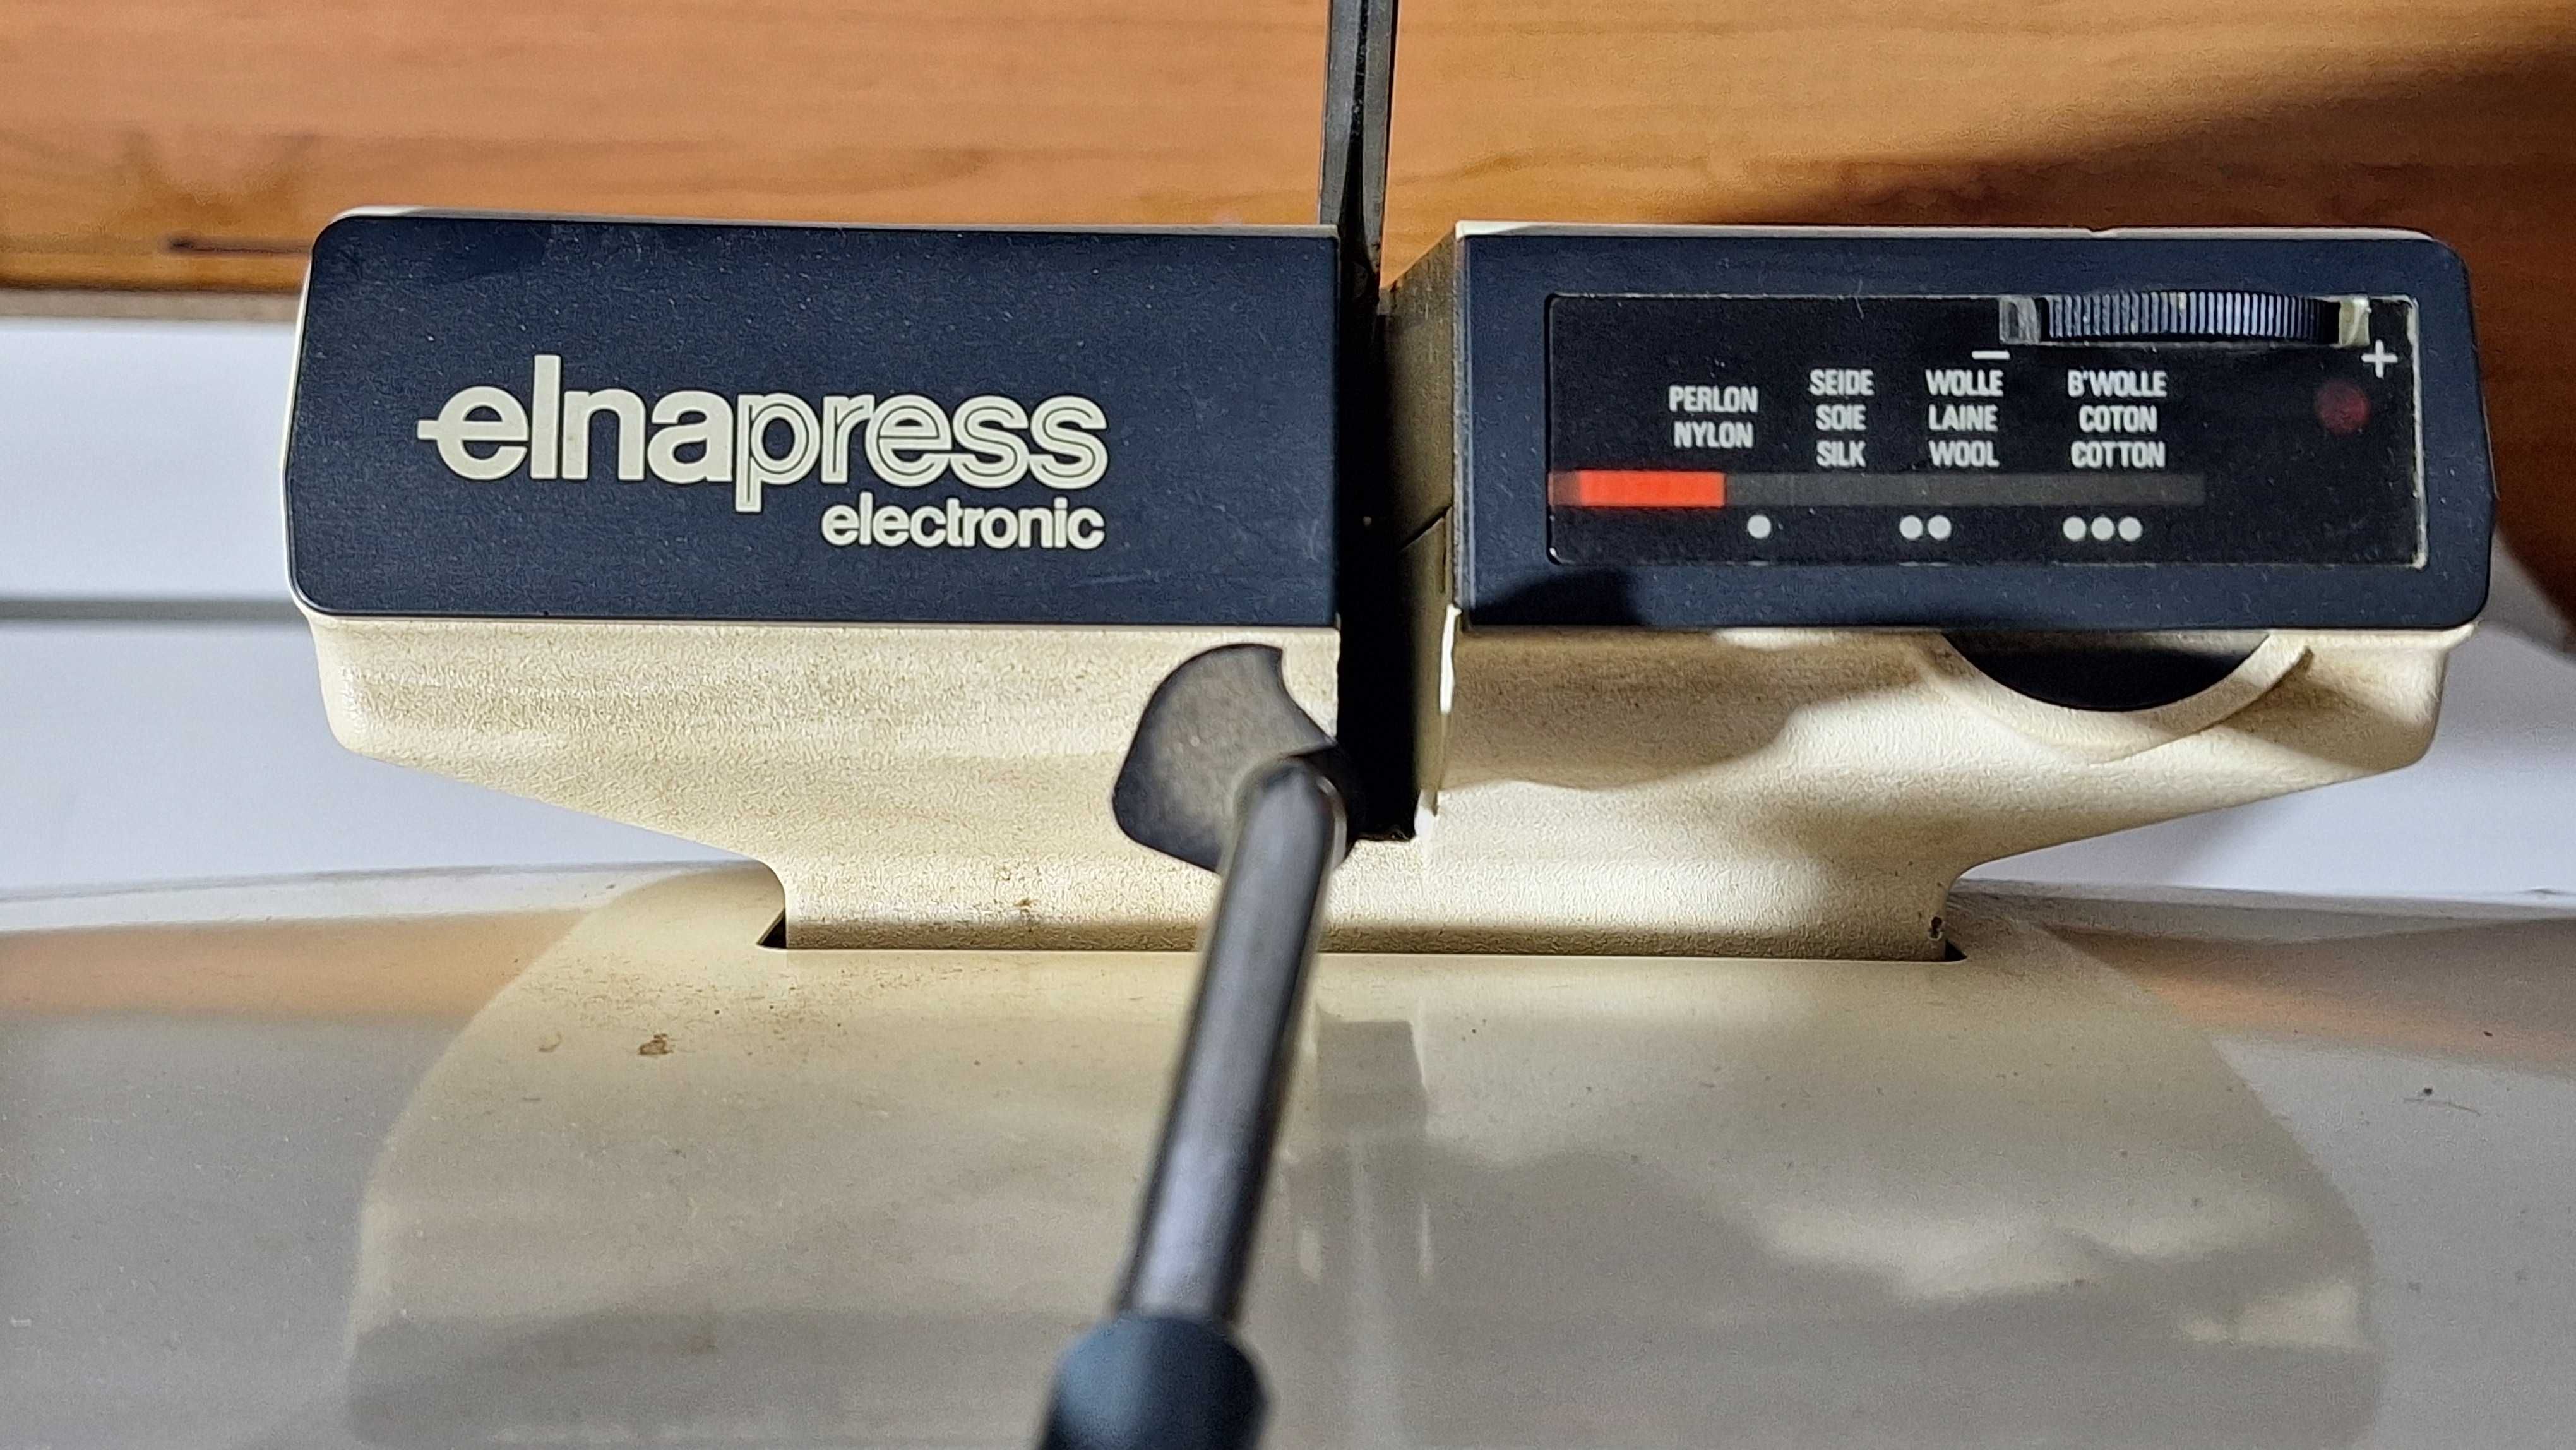 elnapress
electronic
− +
PERLON
NYLON
SEIDE
SOIE
SILK
WOLLE
LAINE
WOOL
B'WOLLE
COTON
COTTON